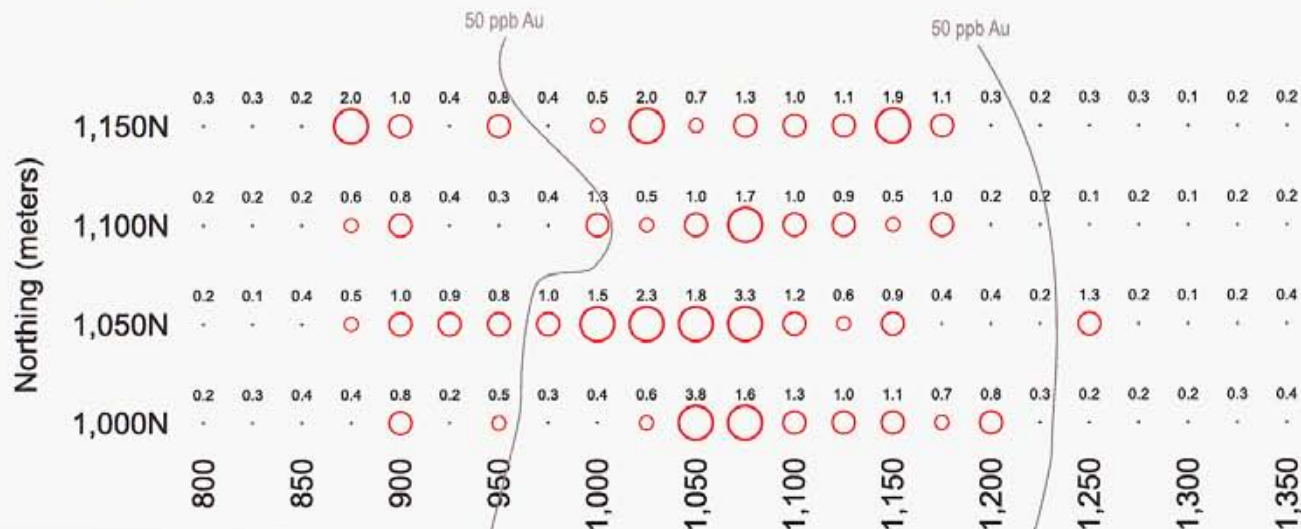 50 ppb Au
50 ppb Au
0.3 0.3 0.2 2.0 1.0 0.4 0.8 0.4 0.5 2.0 0.7 1.3 1.0 1.1 1.9 1.1 0.3 0.2 0.3 0.3 0.1 0.2 0.2
1,150N
0.2 0.2 0.2 0.6 0.8 0.4 0.3 0.4 1.3 0.5 1.0 1.7 1.0 0.9 0.5 1.0 0.2 0.2 0.1 0.2 0.1 0.2 0.2
1,100N
0.2 0.1 0.4 0.5 1.0 0.9 0.8 1.0 1.5 2.3 1.8 3.3 1.2 0.6 0.9 0.4 0.4 0.2 1.3 0.2 0.1 0.2 0.4
1,050N
0.2 0.3 0.4 0.4 0.8 0.2 0.5 0.3 0.4 0.6 3.8 1.6 1.3 1.0 1.1 0.7 0.8 0.3 0.2 0.2 0.2 0.3 0.4
1,000N
Northing (meters)
800 850 900 950 1,000 1,050 1,100 1,150 1,200 1,250 1,300 1,350